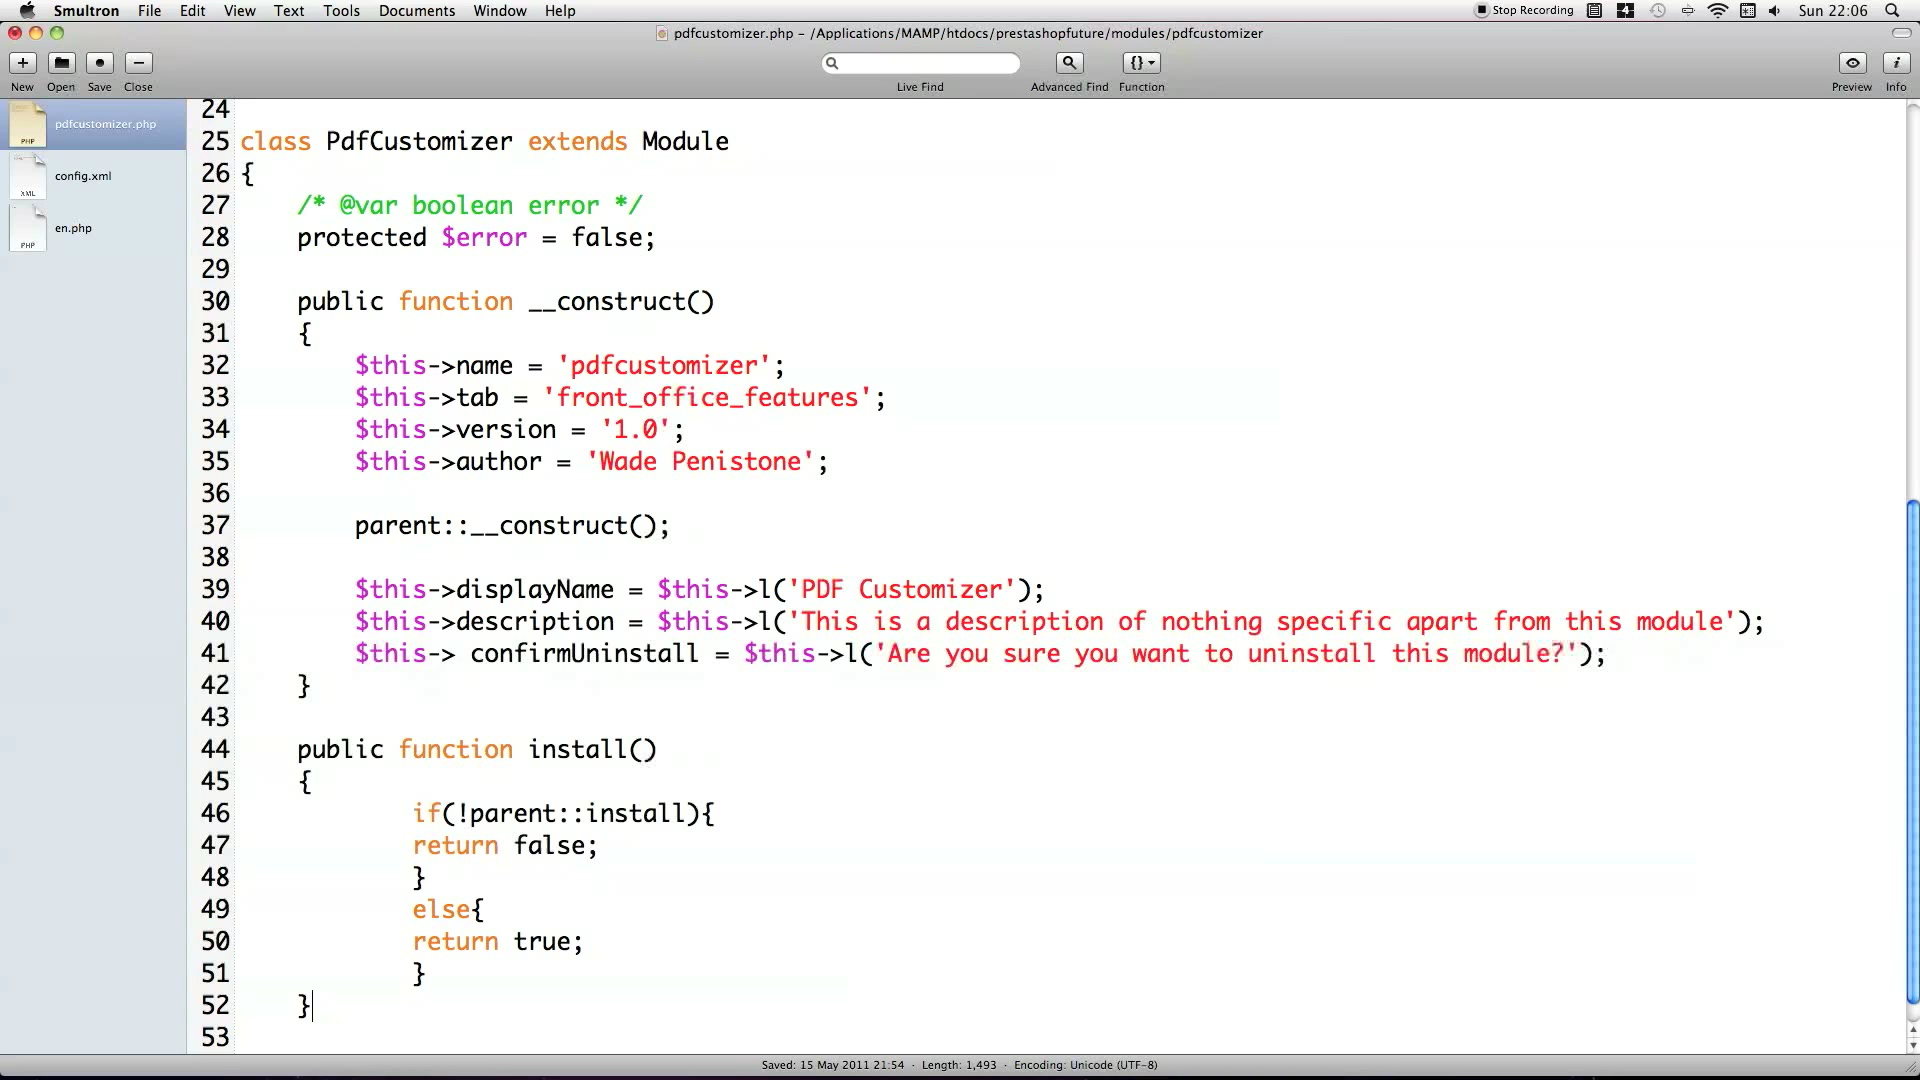 Smultron File Edit View Text Tools Documents Window Help Stop Recording 4 Sun 22:06
pdfcustomizer.php – /Applications/MAMP/htdocs/prestashopfuture/modules/pdfcustomizer
New Open Save Close Live Find Advanced Find {} Function Preview i Info
PHP pdfcustomizer.php
XML config.xml
PHP en.php
24
25 class PdfCustomizer extends Module
26 {
27 /* @var boolean error */
28 protected $error = false;
29
30 public function __construct()
31 {
32 $this->name = 'pdfcustomizer';
33 $this->tab = 'front_office_features';
34 $this->version = '1.0';
35 $this->author = 'Wade Penistone';
36
37 parent::__construct();
38
39 $this->displayName = $this->l('PDF Customizer');
40 $this->description = $this->l('This is a description of nothing specific apart from this module');
41 $this-> confirmUninstall = $this->l('Are you sure you want to uninstall this module?');
42 }
43
44 public function install()
45 {
46 if(!parent::install){
47 return false;
48 }
49 else{
50 return true;
51 }
52 }
53
Saved: 15 May 2011 21:54 · Length: 1,493 · Encoding: Unicode (UTF-8)